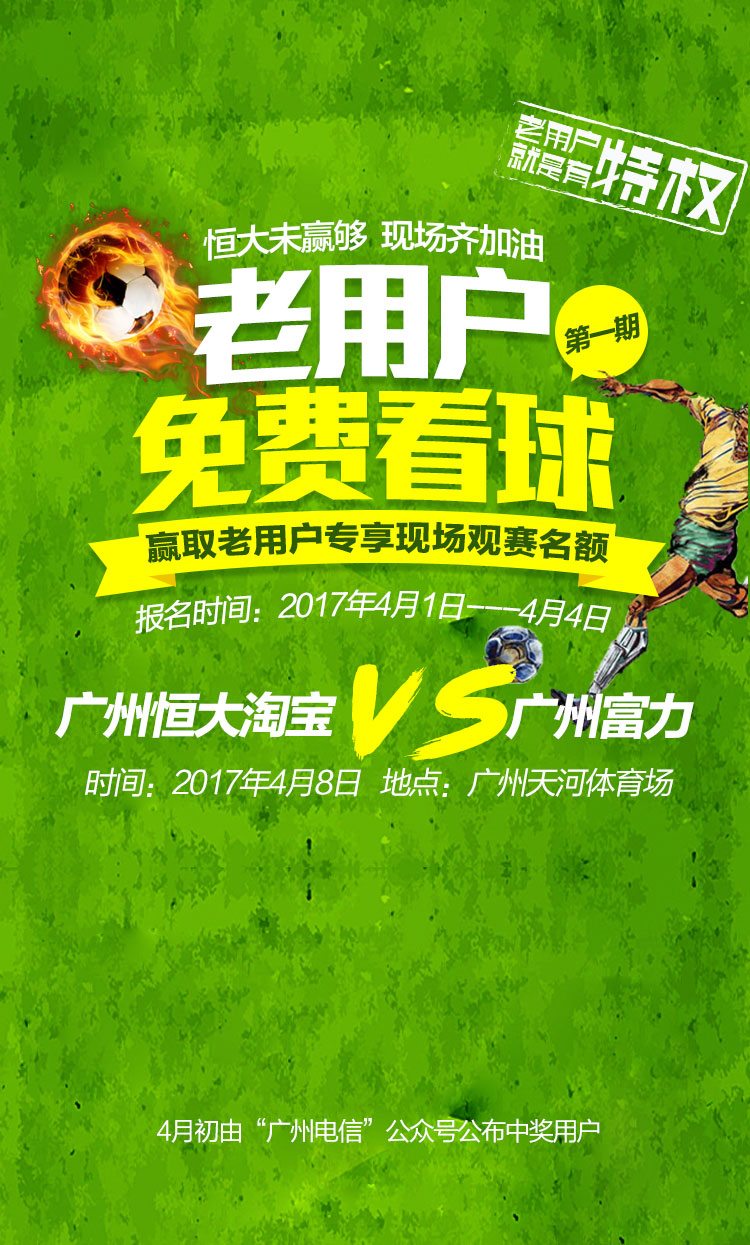 老用户
就是有特权
恒大未赢够 现场齐加油
老用户
第一期
免费看球
赢取老用户专享现场观赛名额
报名时间：2017年4月1日---4月4日
广州恒大淘宝 VS 广州富力
时间：2017年4月8日 地点：广州天河体育场
4月初由“广州电信”公众号公布中奖用户